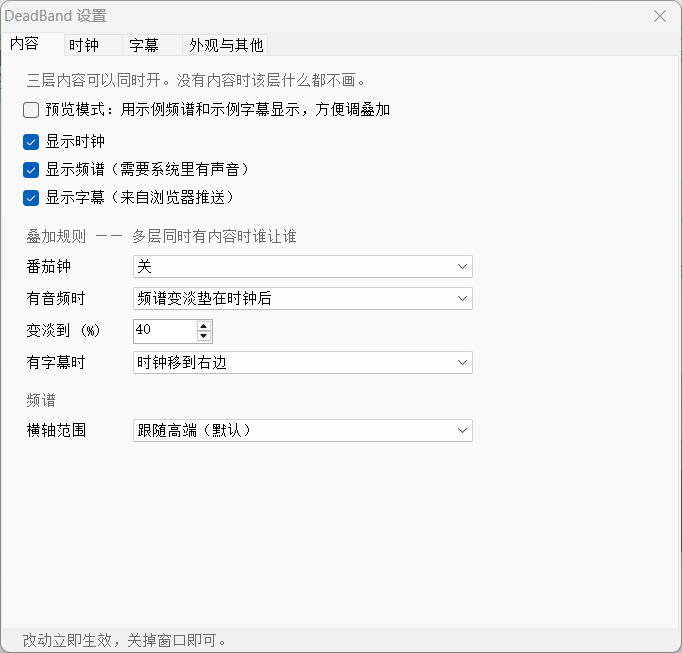 DeadBand 设置
内容 时钟 字幕 外观与其他
三层内容可以同时开。没有内容时该层什么都不画。
预览模式：用示例频谱和示例字幕显示，方便调叠加
显示时钟
显示频谱（需要系统里有声音）
显示字幕（来自浏览器推送）
叠加规则 —— 多层同时有内容时谁让谁
番茄钟 关
有音频时 频谱变淡垫在时钟后
变淡到 (%) 40
有字幕时 时钟移到右边
频谱
横轴范围 跟随高端（默认）
改动立即生效，关掉窗口即可。